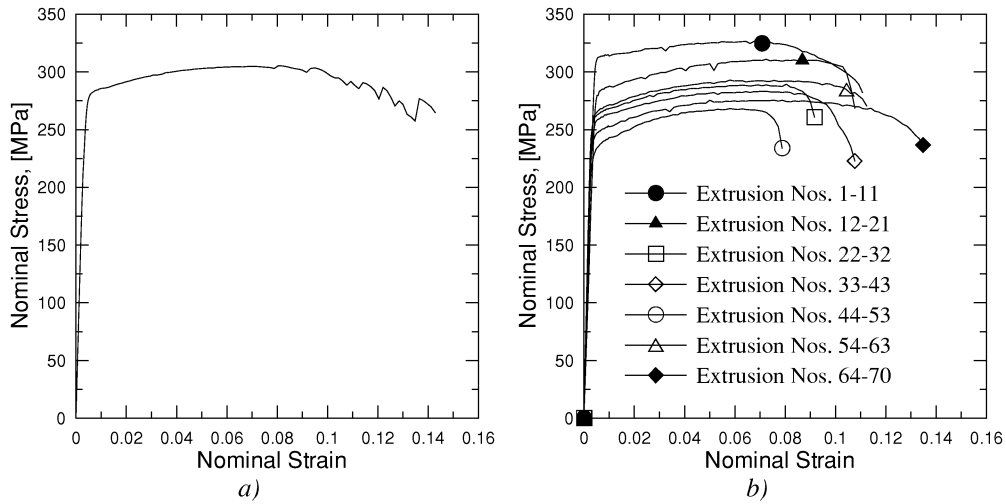 350
300
250
200
150
100
50
0
Nominal Stress, [MPa]
0 0.02 0.04 0.06 0.08 0.10 0.12 0.14 0.16
Nominal Strain
a)
350
300
250
200
150
100
50
0
Nominal Stress, [MPa]
Extrusion Nos. 1-11
Extrusion Nos. 12-21
Extrusion Nos. 22-32
Extrusion Nos. 33-43
Extrusion Nos. 44-53
Extrusion Nos. 54-63
Extrusion Nos. 64-70
0 0.02 0.04 0.06 0.08 0.10 0.12 0.14 0.16
Nominal Strain
b)